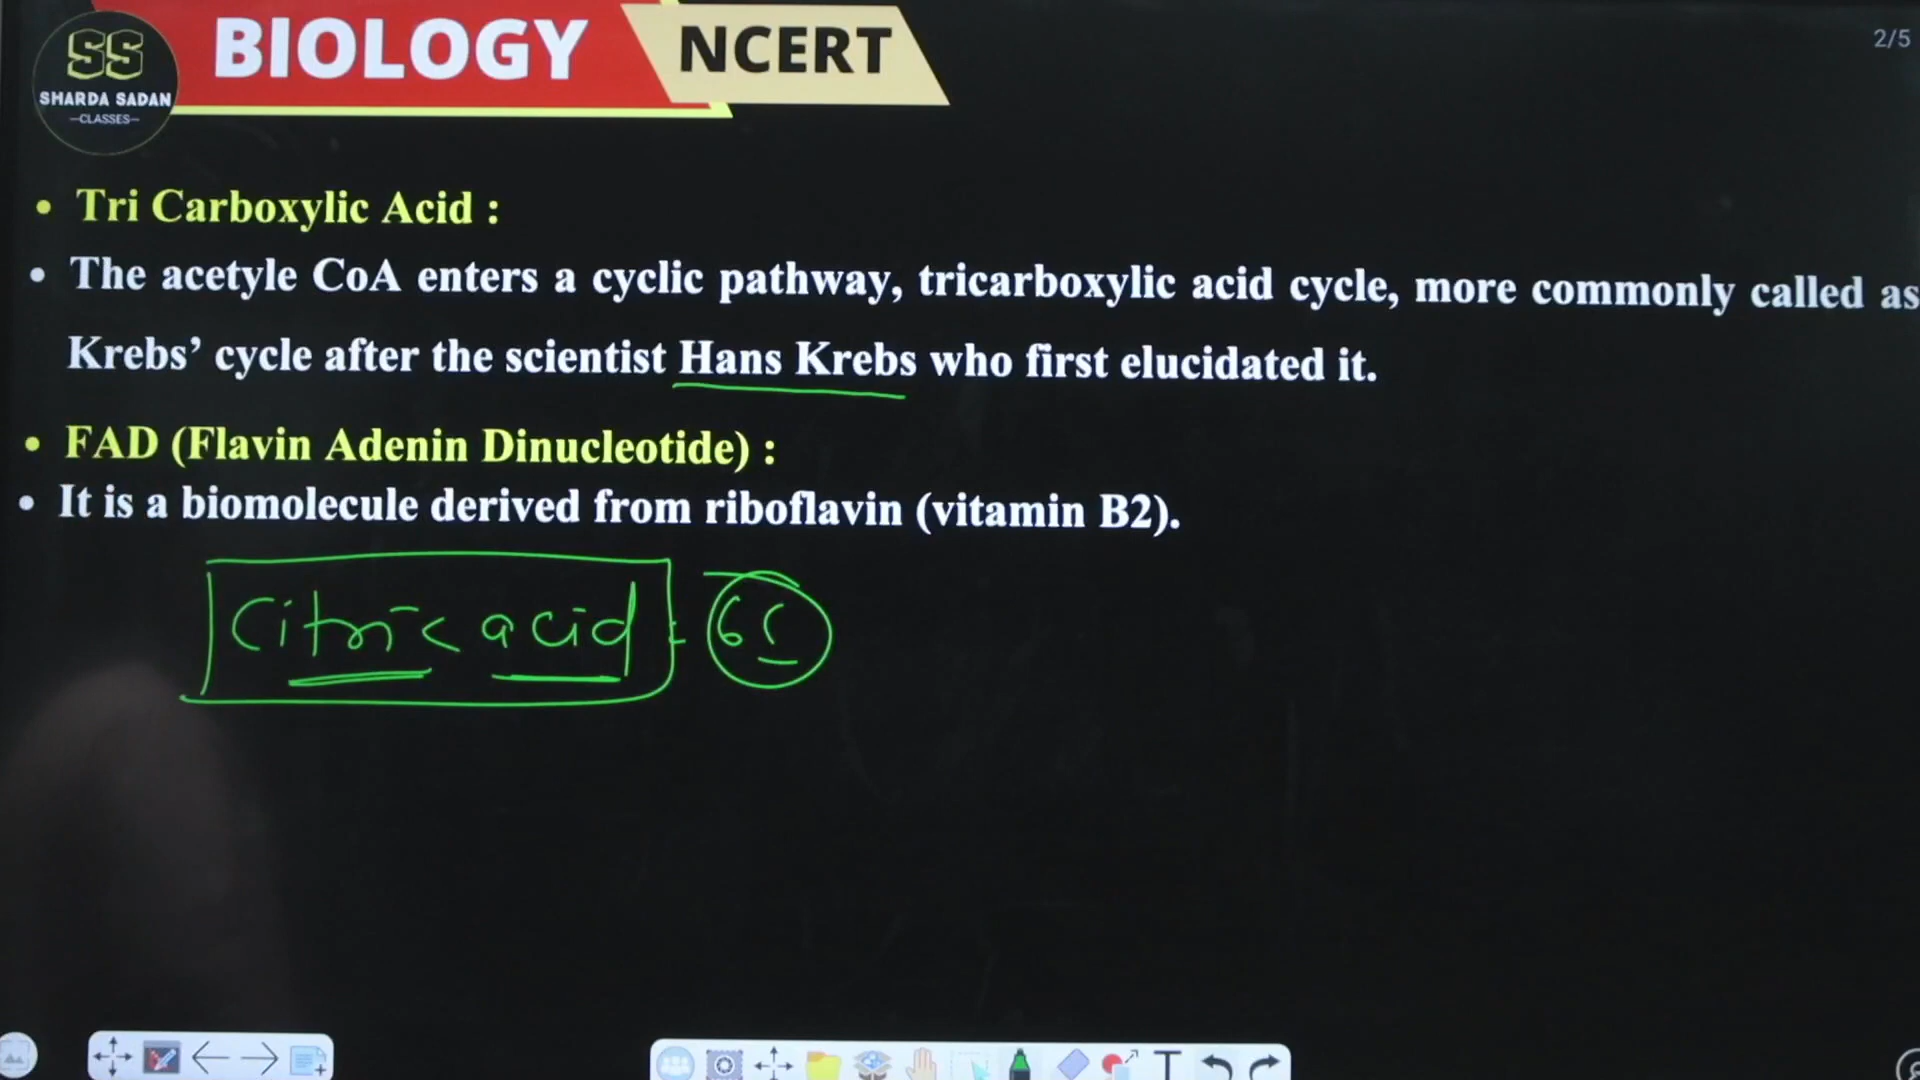 SS
SHARDA SADAN
-CLASSES-
BIOLOGY NCERT
2/5
• Tri Carboxylic Acid :
• The acetyle CoA enters a cyclic pathway, tricarboxylic acid cycle, more commonly called as
Krebs’ cycle after the scientist Hans Krebs who first elucidated it.
• FAD (Flavin Adenin Dinucleotide) :
• It is a biomolecule derived from riboflavin (vitamin B2).
Citric acid : 6C
T